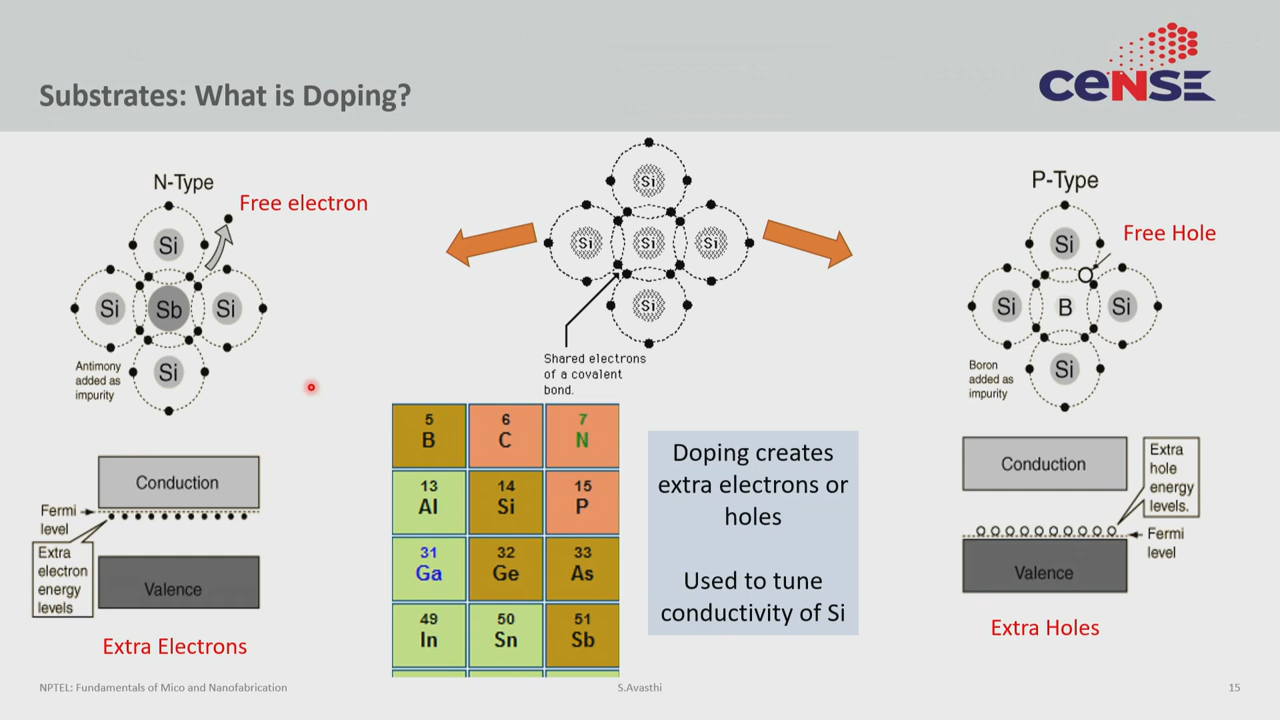 Substrates: What is Doping?
ceNSE
N-Type
Free electron
Si
Si
Sb
Si
Si
Antimony
added as
impurity
Si
Si
Si
Si
Si
Shared electrons
of a covalent
bond.
P-Type
Free Hole
Si
Si
B
Si
Si
Boron
added as
impurity
Conduction
Fermi
level
Extra
electron
energy
levels
Valence
Extra Electrons
5
B
6
C
7
N
13
Al
14
Si
15
P
31
Ga
32
Ge
33
As
49
In
50
Sn
51
Sb
Doping creates
extra electrons or
holes
Used to tune
conductivity of Si
Conduction
Extra
hole
energy
levels.
Fermi
level
Valence
Extra Holes
NPTEL: Fundamentals of Mico and Nanofabrication
S.Avasthi
15